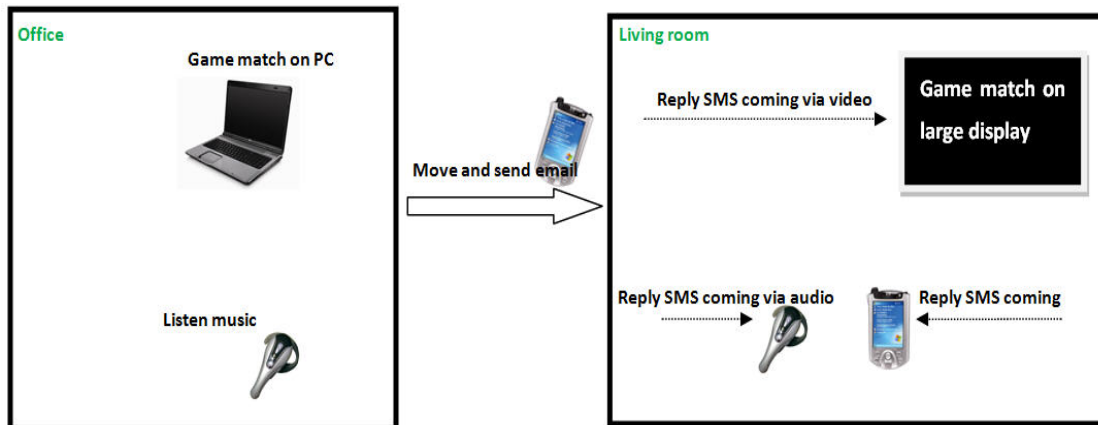 Office
Game match on PC
Listen music
Move and send email
Living room
Reply SMS coming via video
Game match on
large display
Reply SMS coming via audio
Reply SMS coming